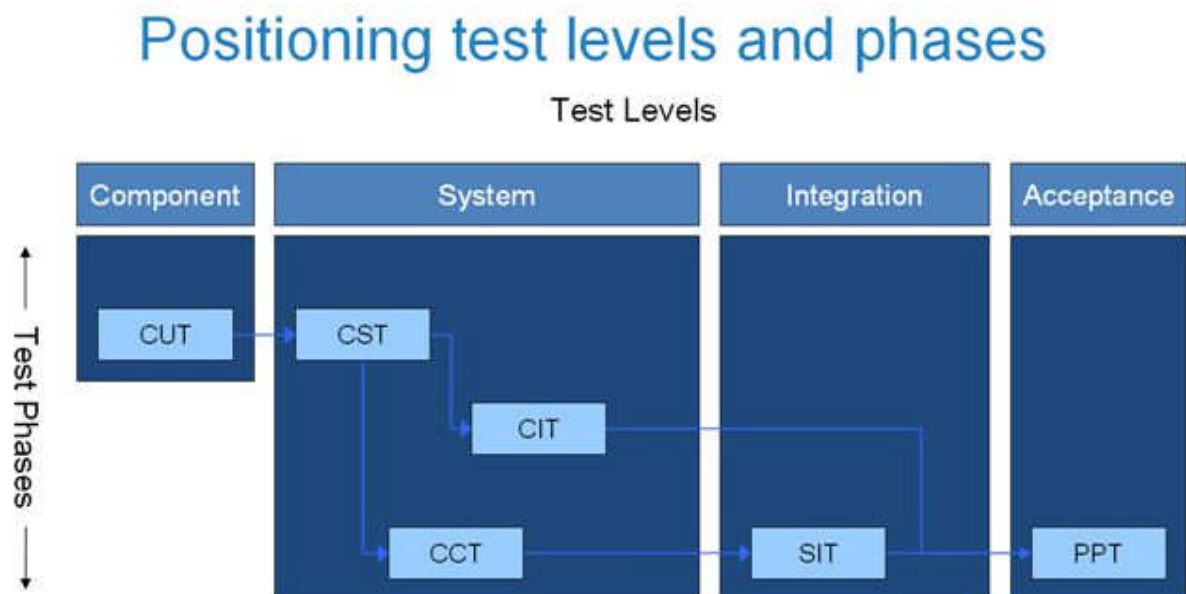 Positioning test levels and phases
Test Levels
Component
System
Integration
Acceptance
Test Phases
CUT
CST
CIT
CCT
SIT
PPT